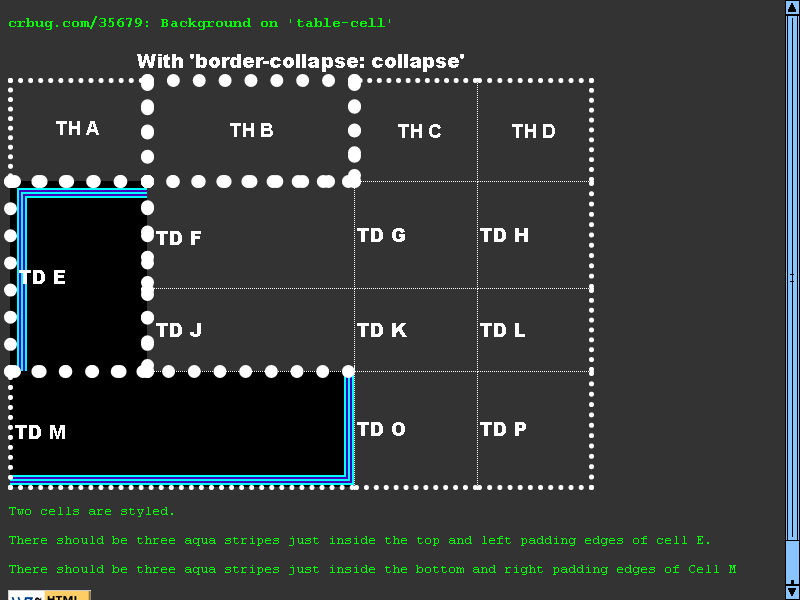 crbug.com/35679: Background on 'table-cell'
With 'border-collapse: collapse'
TH A TH B TH C TH D
TD E TD F TD G TD H
TD J TD K TD L
TD M TD O TD P
Two cells are styled.
There should be three aqua stripes just inside the top and left padding edges of cell E.
There should be three aqua stripes just inside the bottom and right padding edges of Cell M
HTML